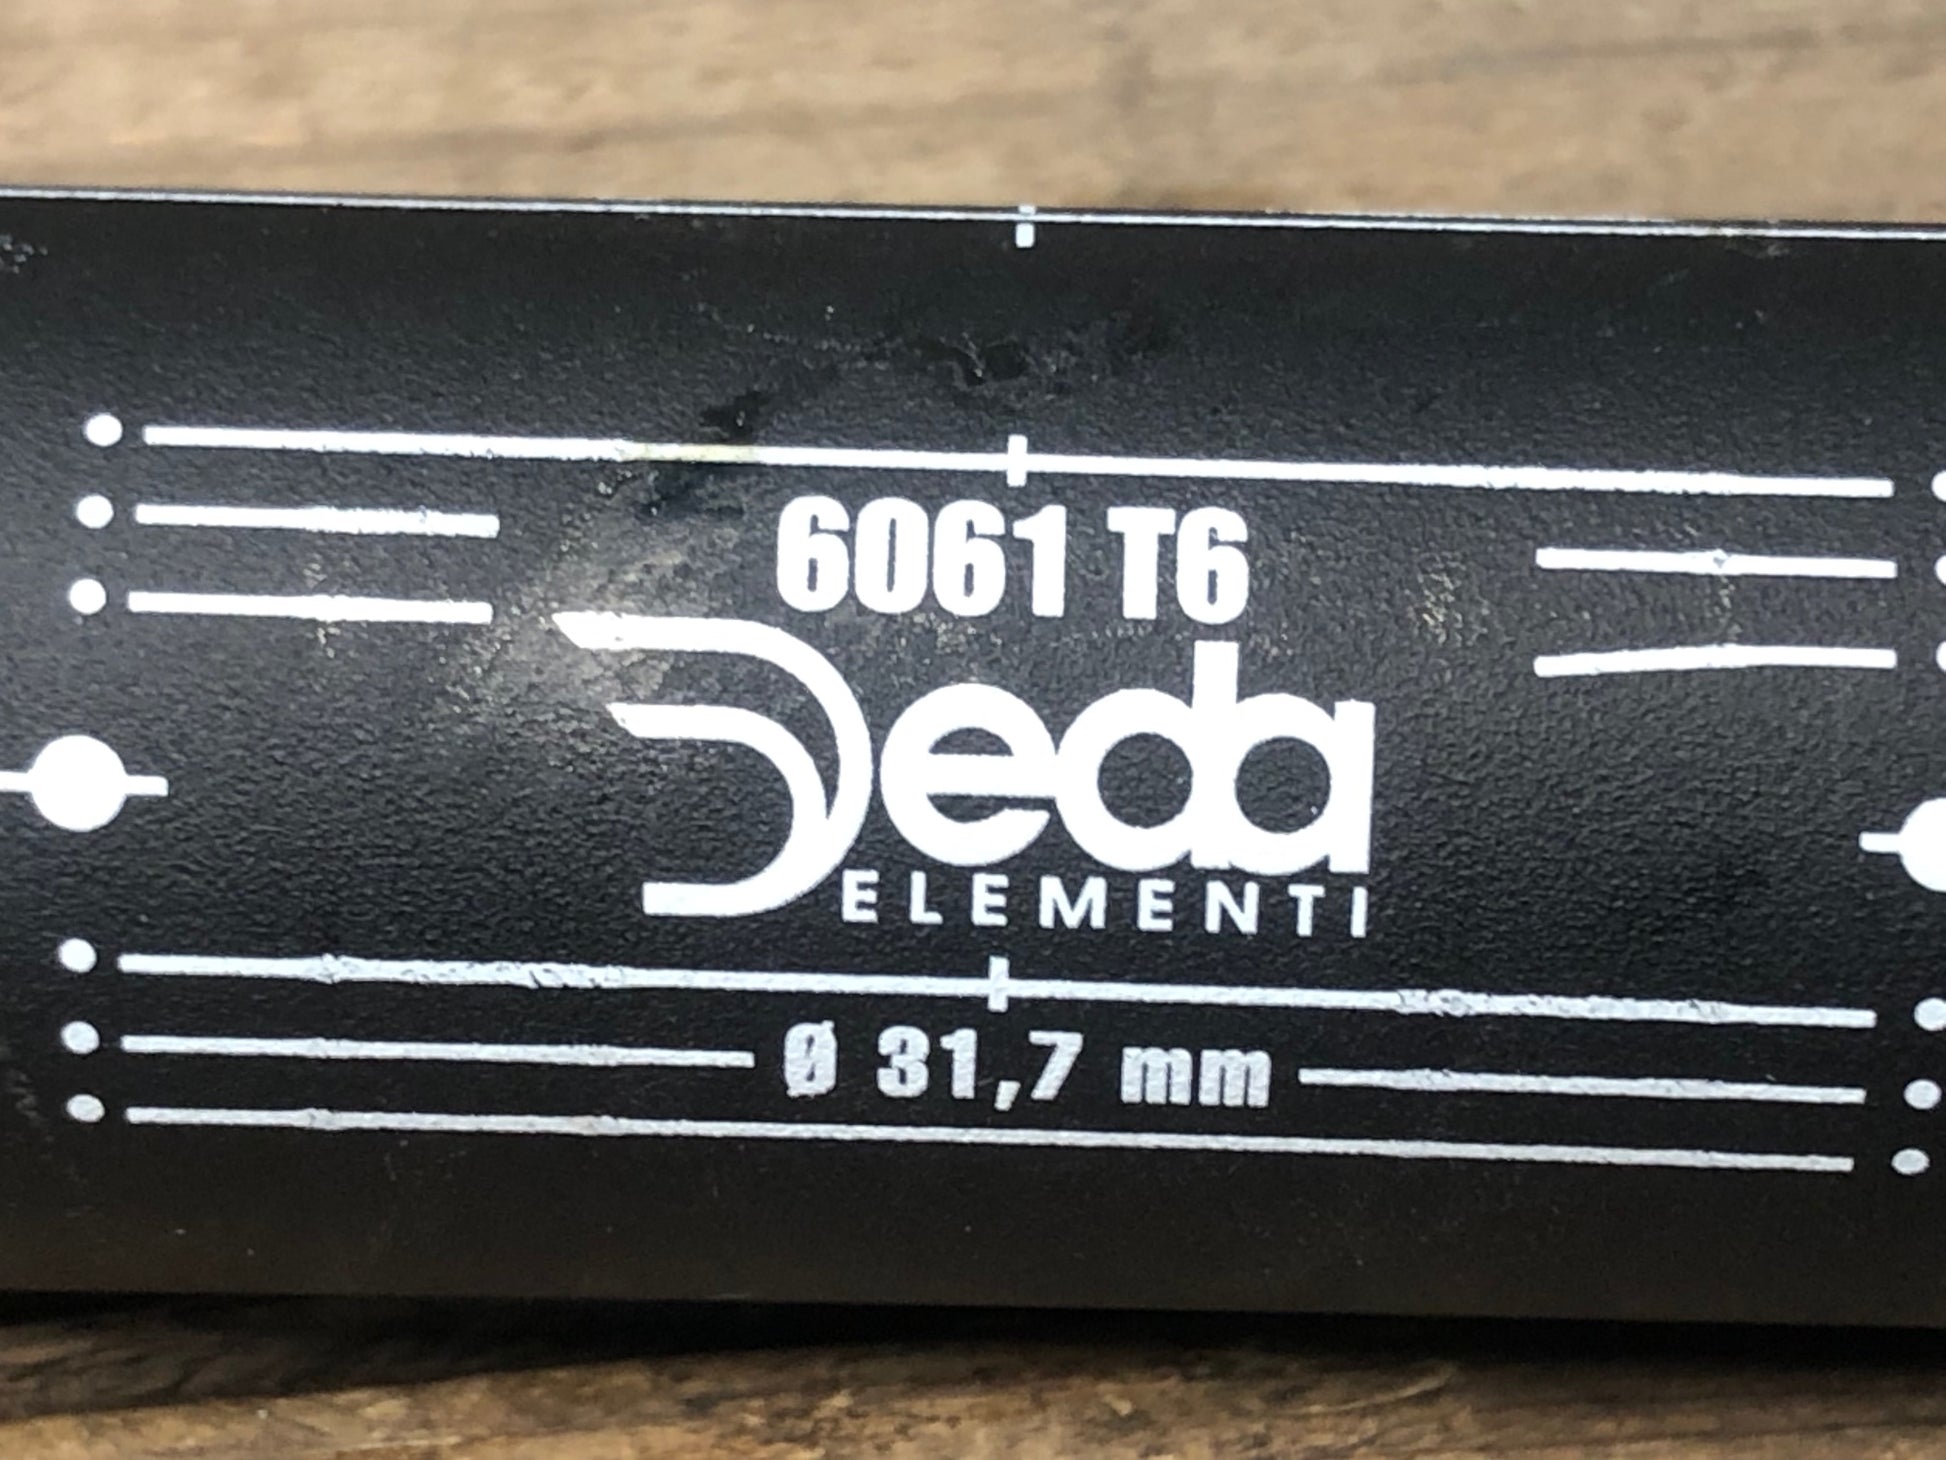 6061 T6
Deda
ELEMENTI
Ø 31,7 mm